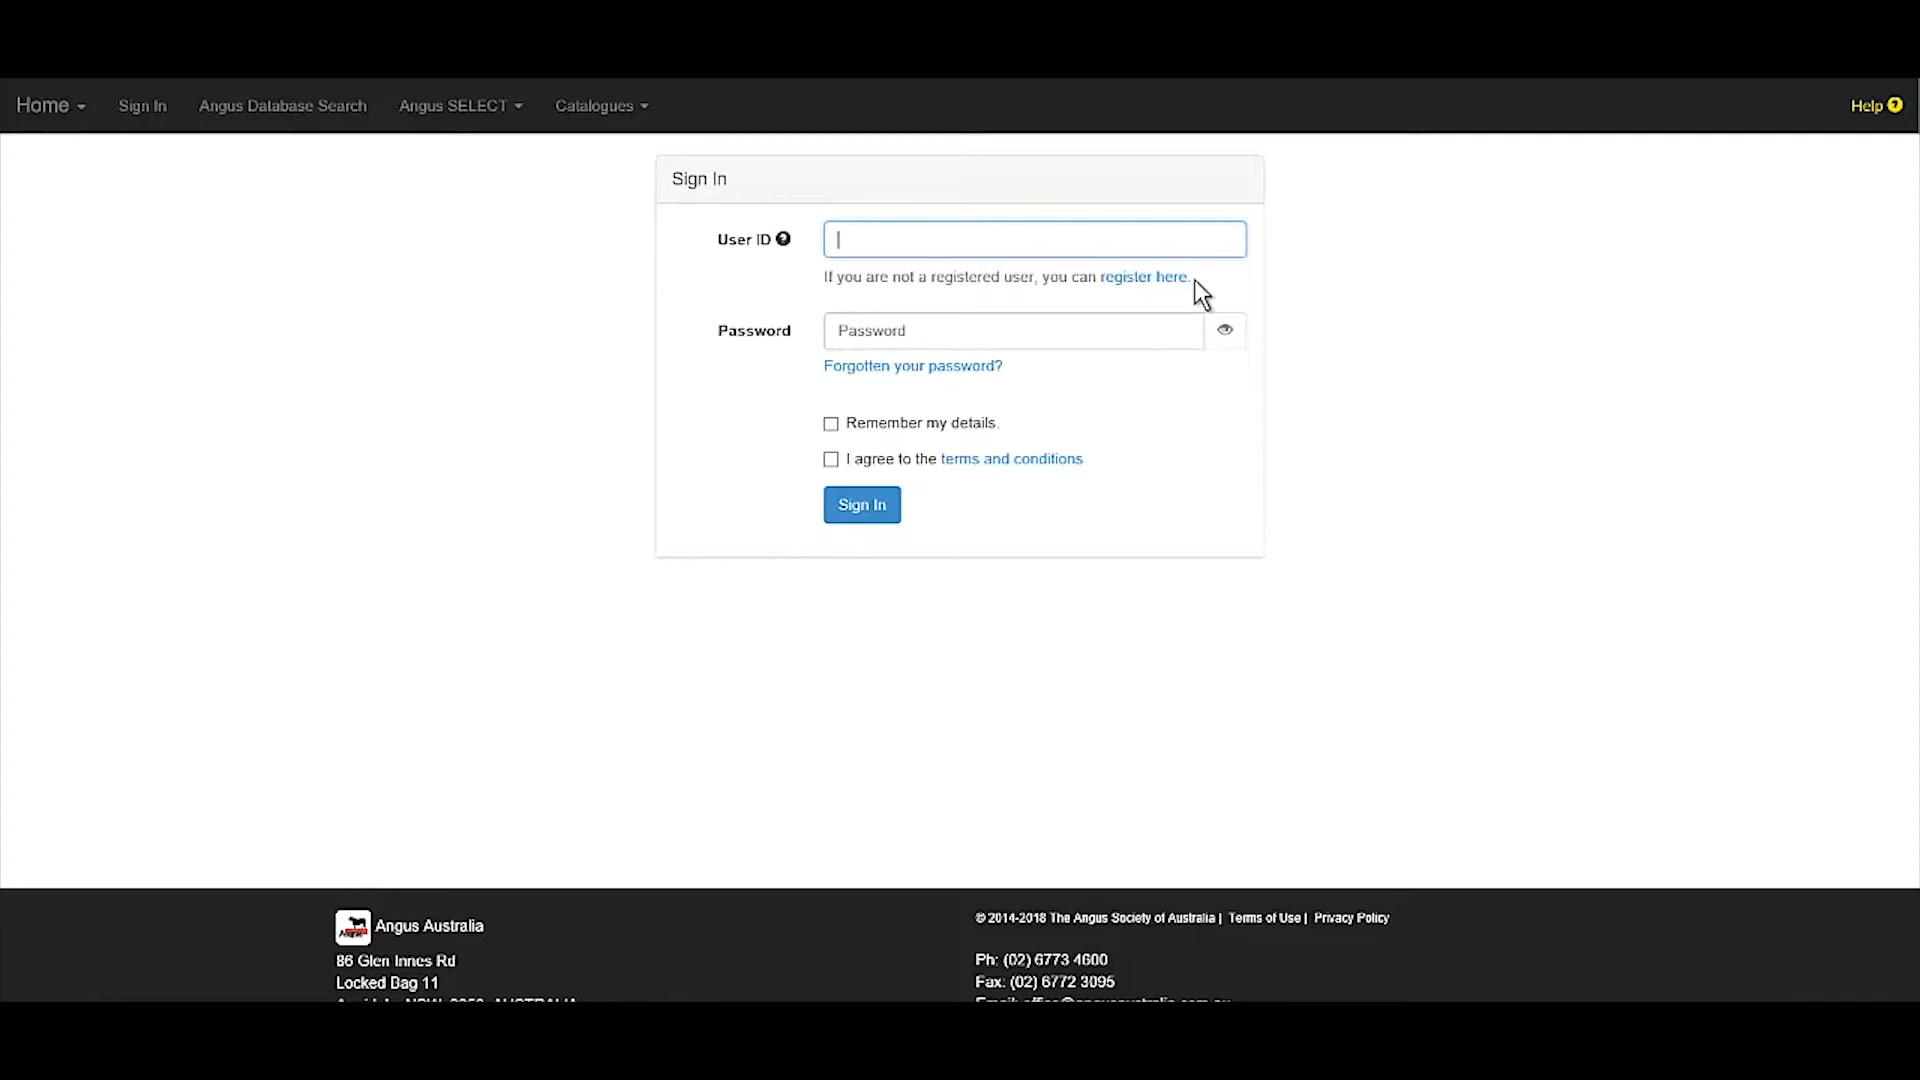 Home Sign In Angus Database Search Angus SELECT Catalogues Help
Sign In
User ID
If you are not a registered user, you can register here.
Password Password
Forgotten your password?
Remember my details.
I agree to the terms and conditions
Sign In
Angus Australia
86 Glen Innes Rd
Locked Bag 11
© 2014-2018 The Angus Society of Australia | Terms of Use | Privacy Policy
Ph: (02) 6773 4600
Fax: (02) 6772 3095